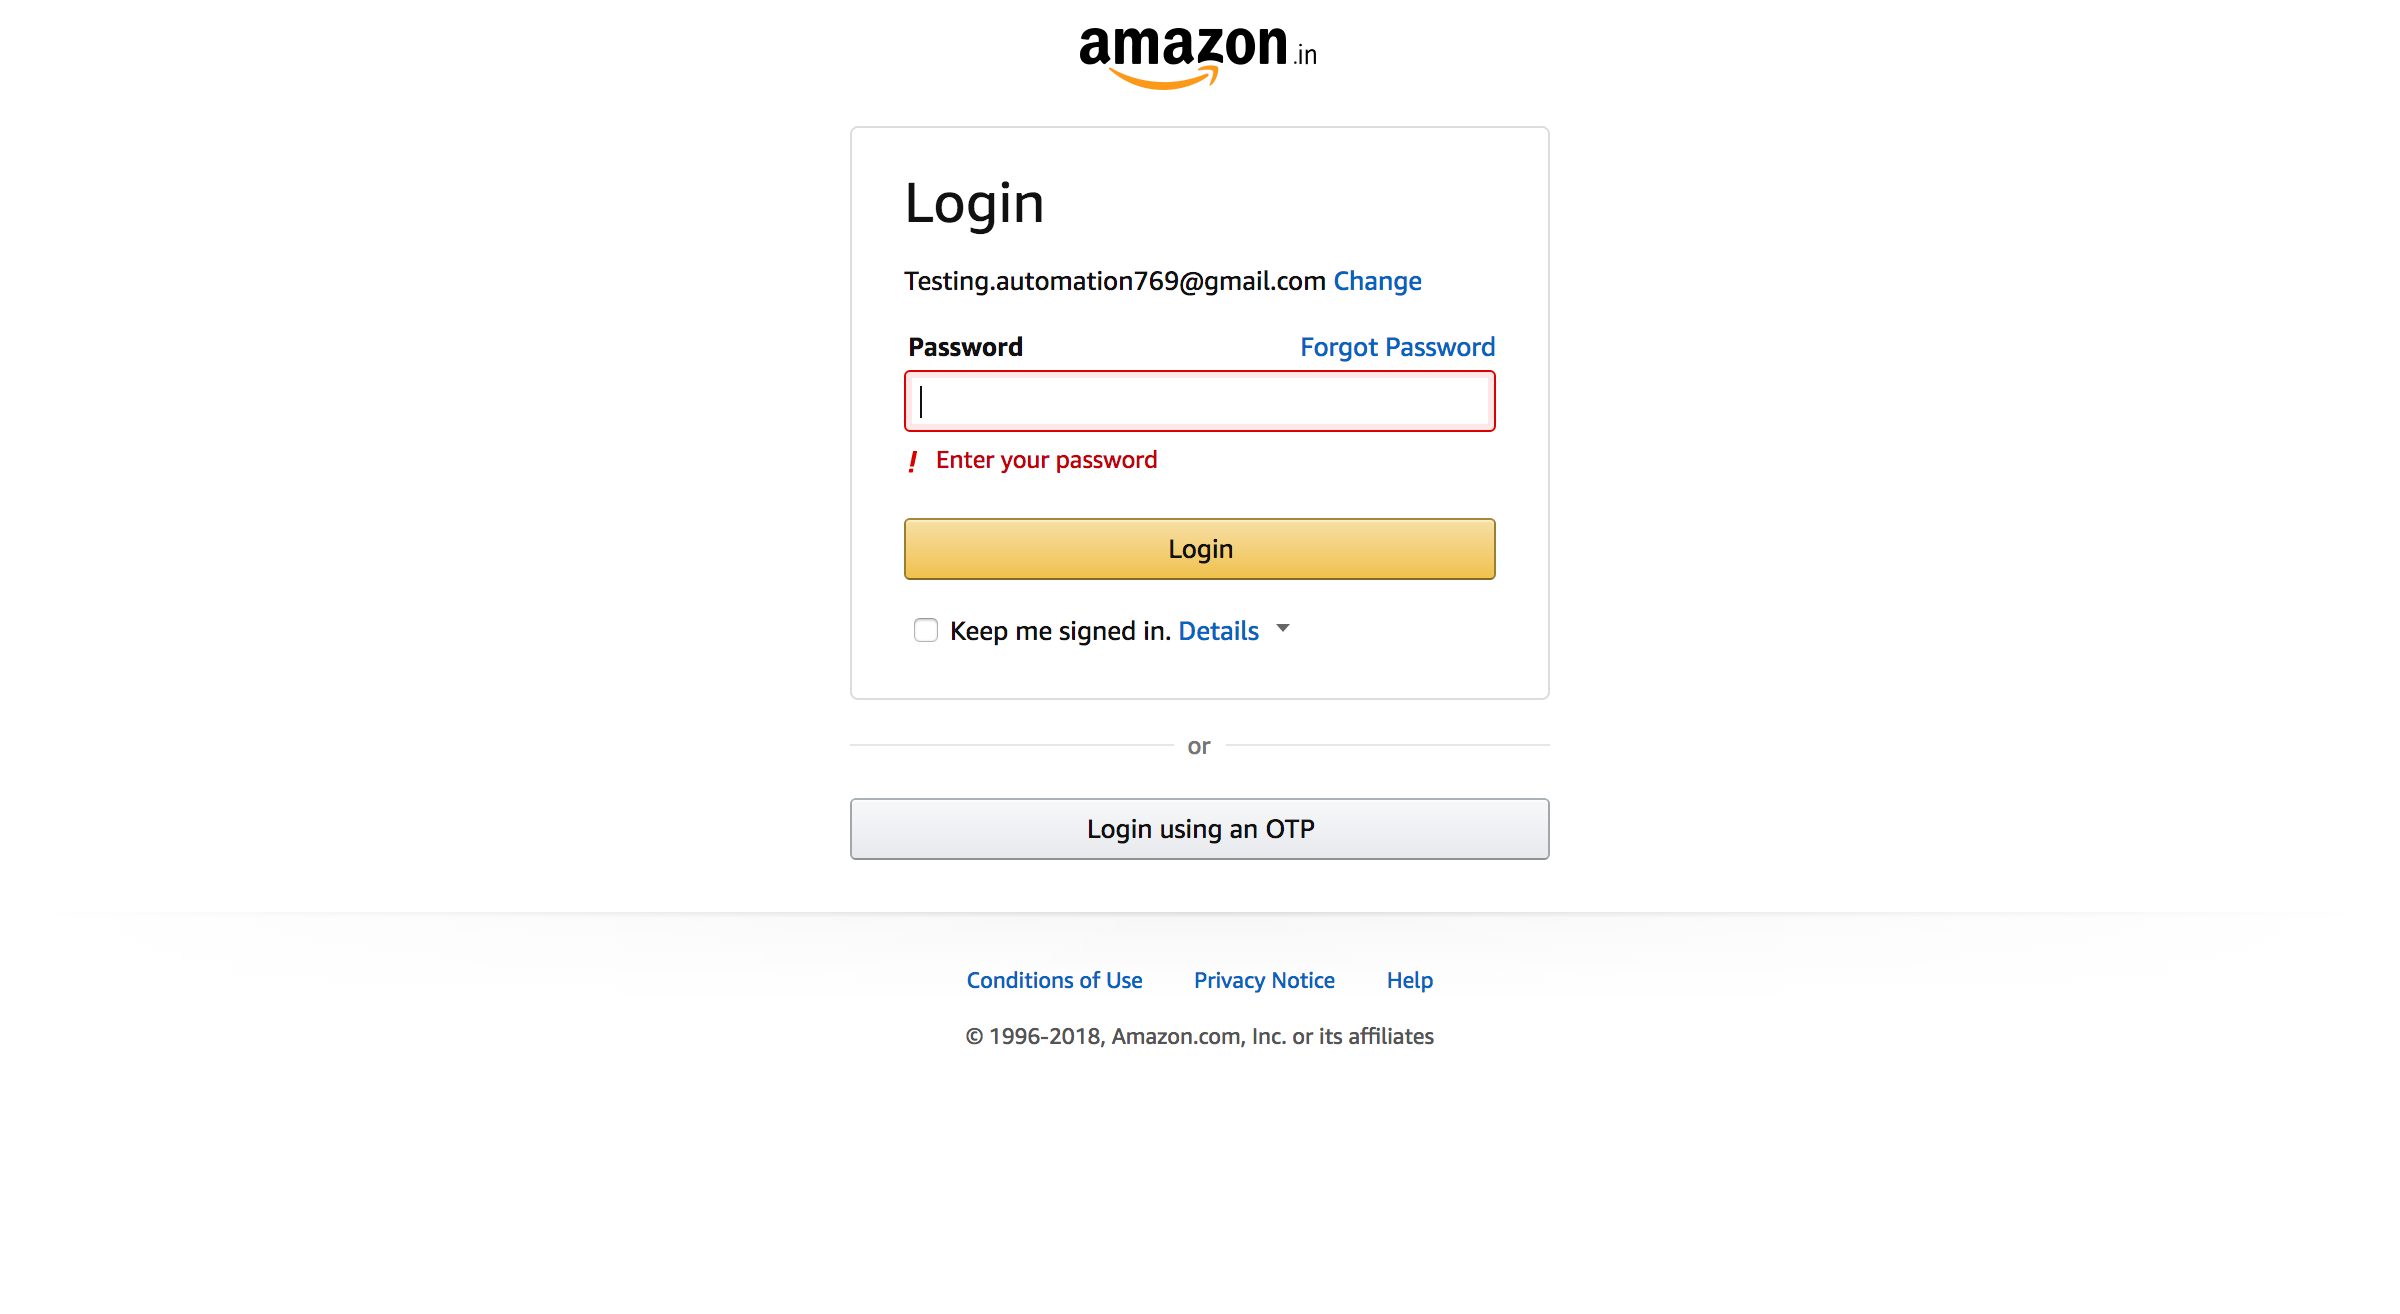 amazon.in
Login
Testing.automation769@gmail.com Change
Password Forgot Password
! Enter your password
Login
Keep me signed in. Details
or
Login using an OTP
Conditions of Use Privacy Notice Help
© 1996-2018, Amazon.com, Inc. or its affiliates